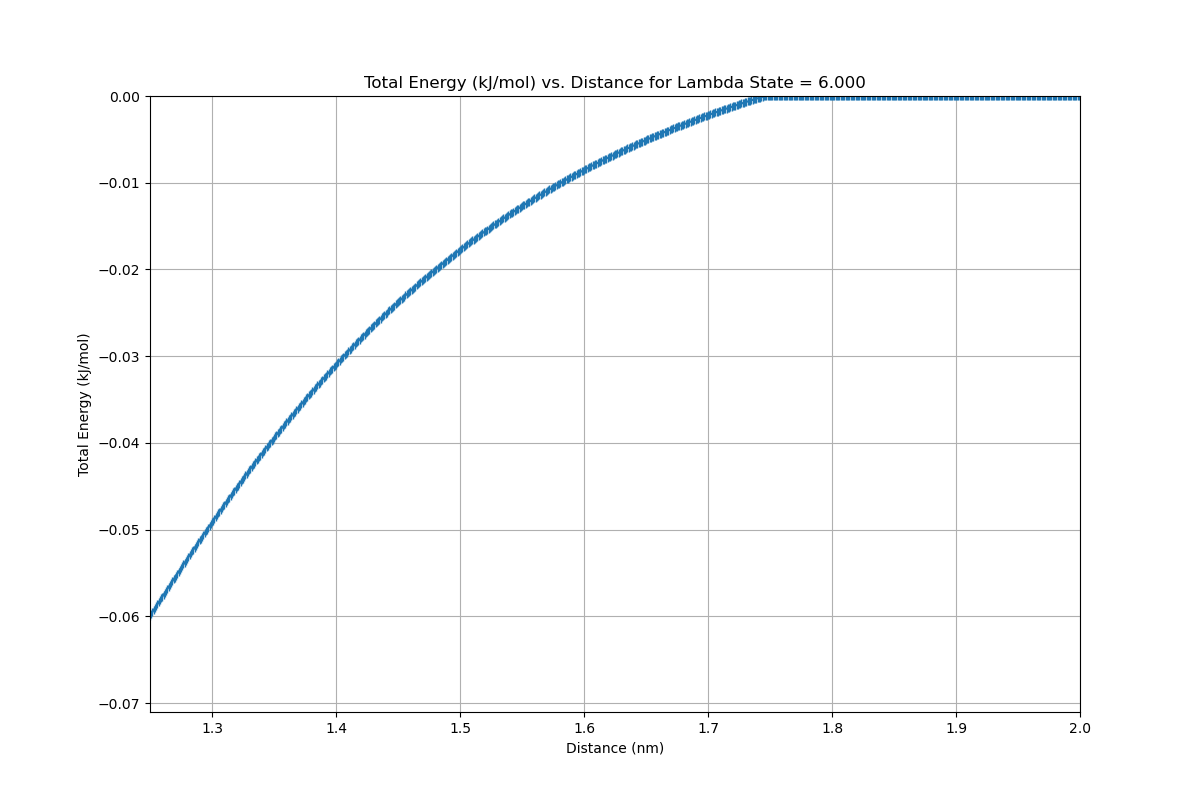 Total Energy (kJ/mol) vs. Distance for Lambda State = 6.000
0.00
−0.01
−0.02
−0.03
−0.04
−0.05
−0.06
−0.07
Total Energy (kJ/mol)
1.3 1.4 1.5 1.6 1.7 1.8 1.9 2.0
Distance (nm)